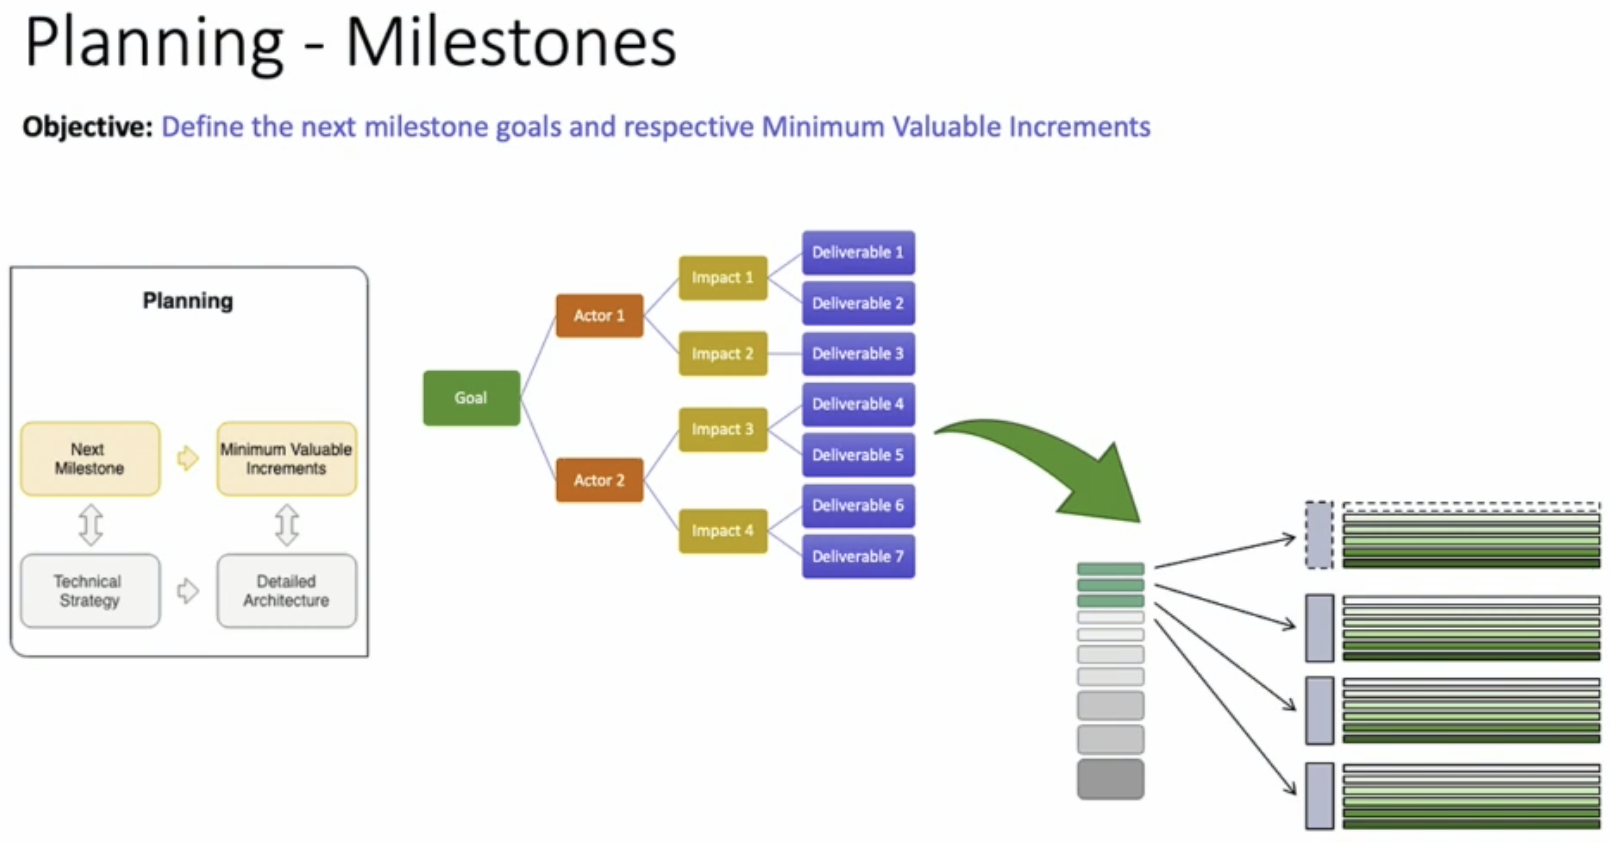 Planning - Milestones
Objective: Define the next milestone goals and respective Minimum Valuable Increments
Planning
Next
Milestone
Minimum Valuable
Increments
Technical
Strategy
Detailed
Architecture
Goal
Actor 1
Actor 2
Impact 1
Impact 2
Impact 3
Impact 4
Deliverable 1
Deliverable 2
Deliverable 3
Deliverable 4
Deliverable 5
Deliverable 6
Deliverable 7